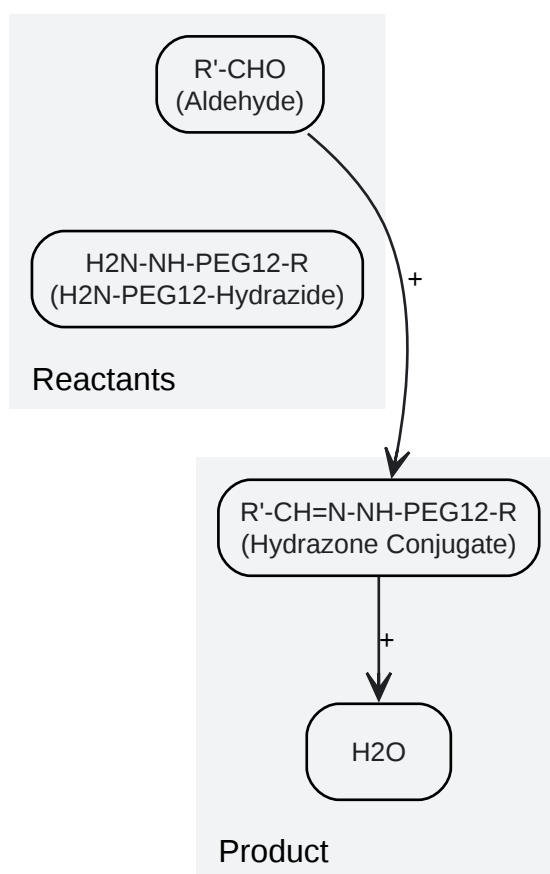 R'-CHO
(Aldehyde)
H2N-NH-PEG12-R
(H2N-PEG12-Hydrazide)
+
Reactants
R'-CH=N-NH-PEG12-R
(Hydrazone Conjugate)
+
H2O
Product